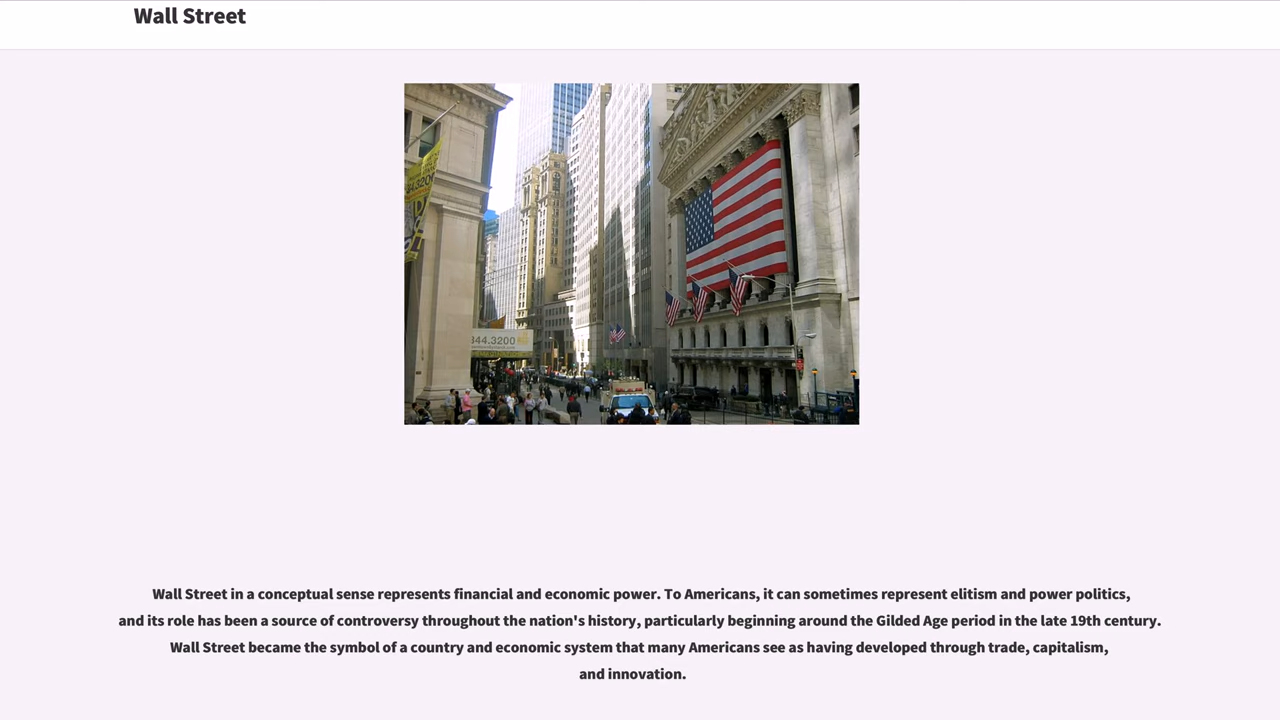 Wall Street
344.3200
Wall Street in a conceptual sense represents financial and economic power. To Americans, it can sometimes represent elitism and power politics,
and its role has been a source of controversy throughout the nation's history, particularly beginning around the Gilded Age period in the late 19th century.
Wall Street became the symbol of a country and economic system that many Americans see as having developed through trade, capitalism,
and innovation.